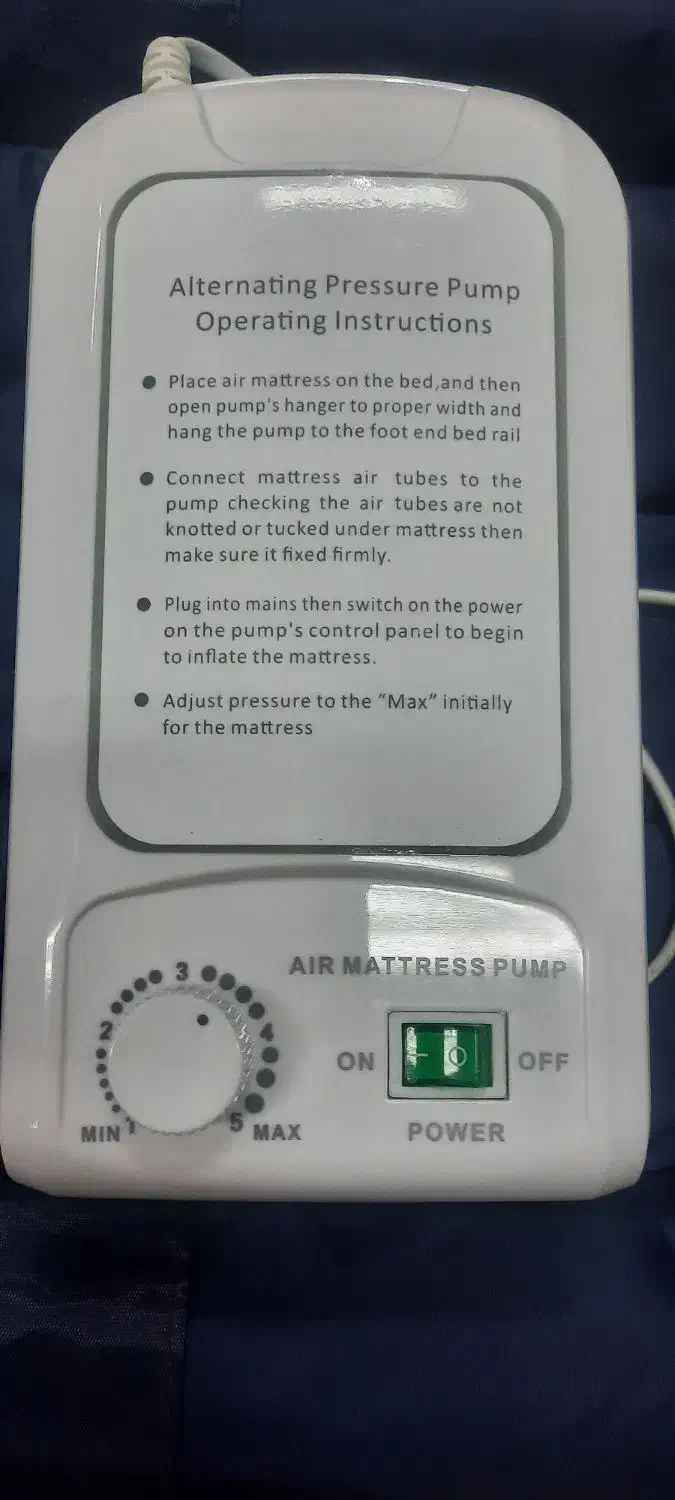 Alternating Pressure Pump
Operating Instructions
● Place air mattress on the bed,and then
open pump's hanger to proper width and
hang the pump to the foot end bed rail
● Connect mattress air tubes to the
pump checking the air tubes are not
knotted or tucked under mattress then
make sure it fixed firmly.
● Plug into mains then switch on the power
on the pump's control panel to begin
to inflate the mattress.
● Adjust pressure to the “Max” initially
for the mattress
AIR MATTRESS PUMP
3
2
4
ON
OFF
MIN 1
5 MAX
POWER